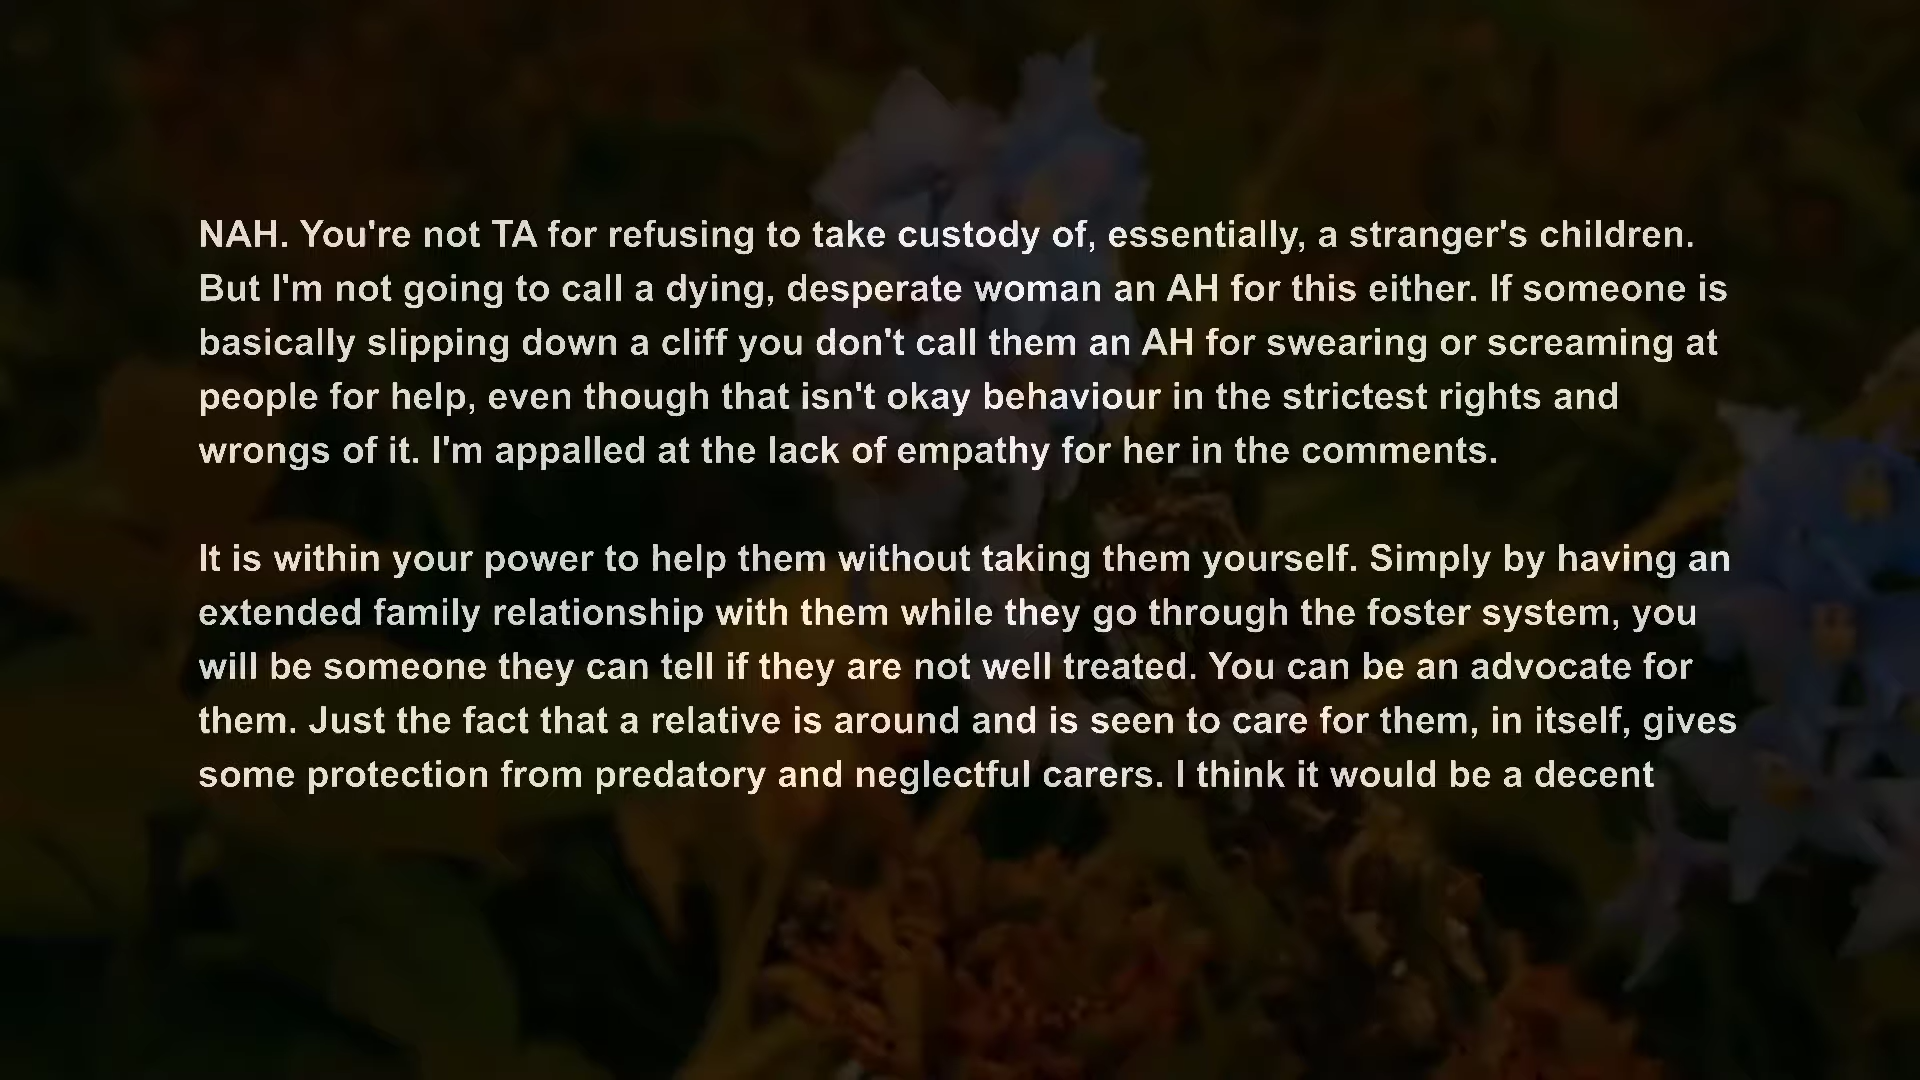 NAH. You're not TA for refusing to take custody of, essentially, a stranger's children.
But I'm not going to call a dying, desperate woman an AH for this either. If someone is
basically slipping down a cliff you don't call them an AH for swearing or screaming at
people for help, even though that isn't okay behaviour in the strictest rights and
wrongs of it. I'm appalled at the lack of empathy for her in the comments.
It is within your power to help them without taking them yourself. Simply by having an
extended family relationship with them while they go through the foster system, you
will be someone they can tell if they are not well treated. You can be an advocate for
them. Just the fact that a relative is around and is seen to care for them, in itself, gives
some protection from predatory and neglectful carers. I think it would be a decent